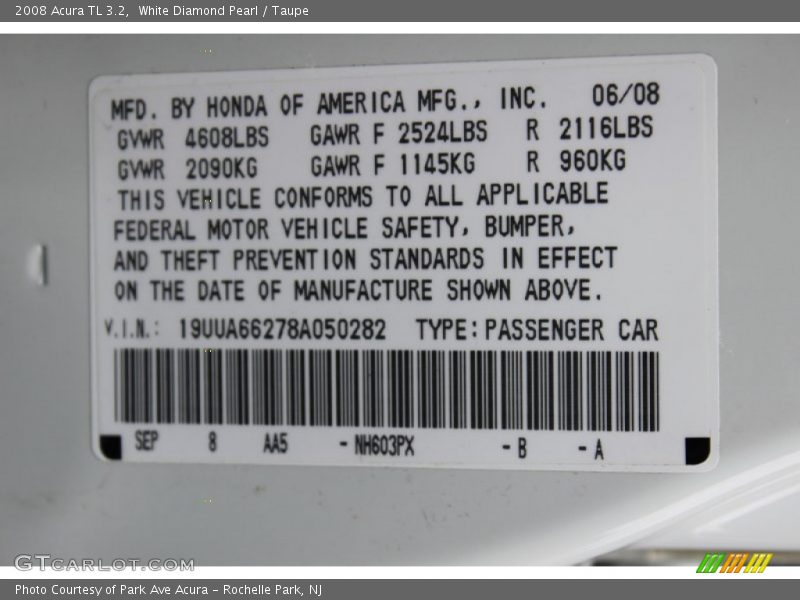 2008 Acura TL 3.2,  White Diamond Pearl / Taupe
MFD. BY HONDA OF AMERICA MFG., INC. 06/08
GVWR 4608LBS GAWR F 2524LBS R 2116LBS
GVWR 2090KG GAWR F 1145KG R 960KG
THIS VEHICLE CONFORMS TO ALL APPLICABLE
FEDERAL MOTOR VEHICLE SAFETY, BUMPER,
AND THEFT PREVENTION STANDARDS IN EFFECT
ON THE DATE OF MANUFACTURE SHOWN ABOVE.
V.I.N.: 19UUA66278A050282 TYPE: PASSENGER CAR
SEP 8 AA5 - NH603PX - B - A
GTCARLOT.COM
Photo Courtesy of Park Ave Acura - Rochelle Park, NJ